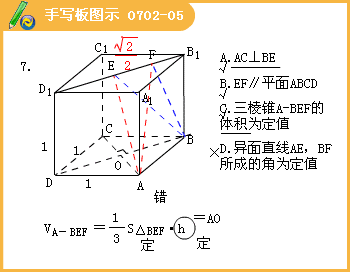 手写板图示 0702-05
7.
C₁ √2 F B₁
E 2
D₁ A₁
A.AC⊥BE
B.EF∥平面ABCD
C.三棱锥A-BEF的
体积为定值
D.异面直线AE，BF
所成的角为定值
C B
1 1
O
D 1 A
错
V_{A-BEF} = 1/3 S_{△BEF}·h =AO
定 定